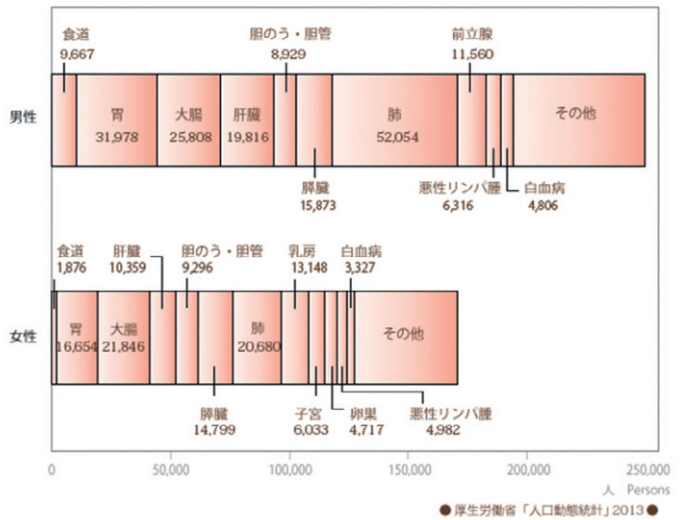 食道
9,667
胆のう・胆管
8,929
前立腺
11,560
男性
胃
31,978
大腸
25,808
肝臓
19,816
肺
52,054
その他
膵臓
15,873
悪性リンパ腫
6,316
白血病
4,806
食道
1,876
肝臓
10,359
胆のう・胆管
9,296
乳房
13,148
白血病
3,327
女性
胃
16,654
大腸
21,846
肺
20,680
その他
膵臓
14,799
子宮
6,033
卵巣
4,717
悪性リンパ腫
4,982
0 50,000 100,000 150,000 200,000 250,000
人 Persons
●厚生労働省「人口動態統計」2013●